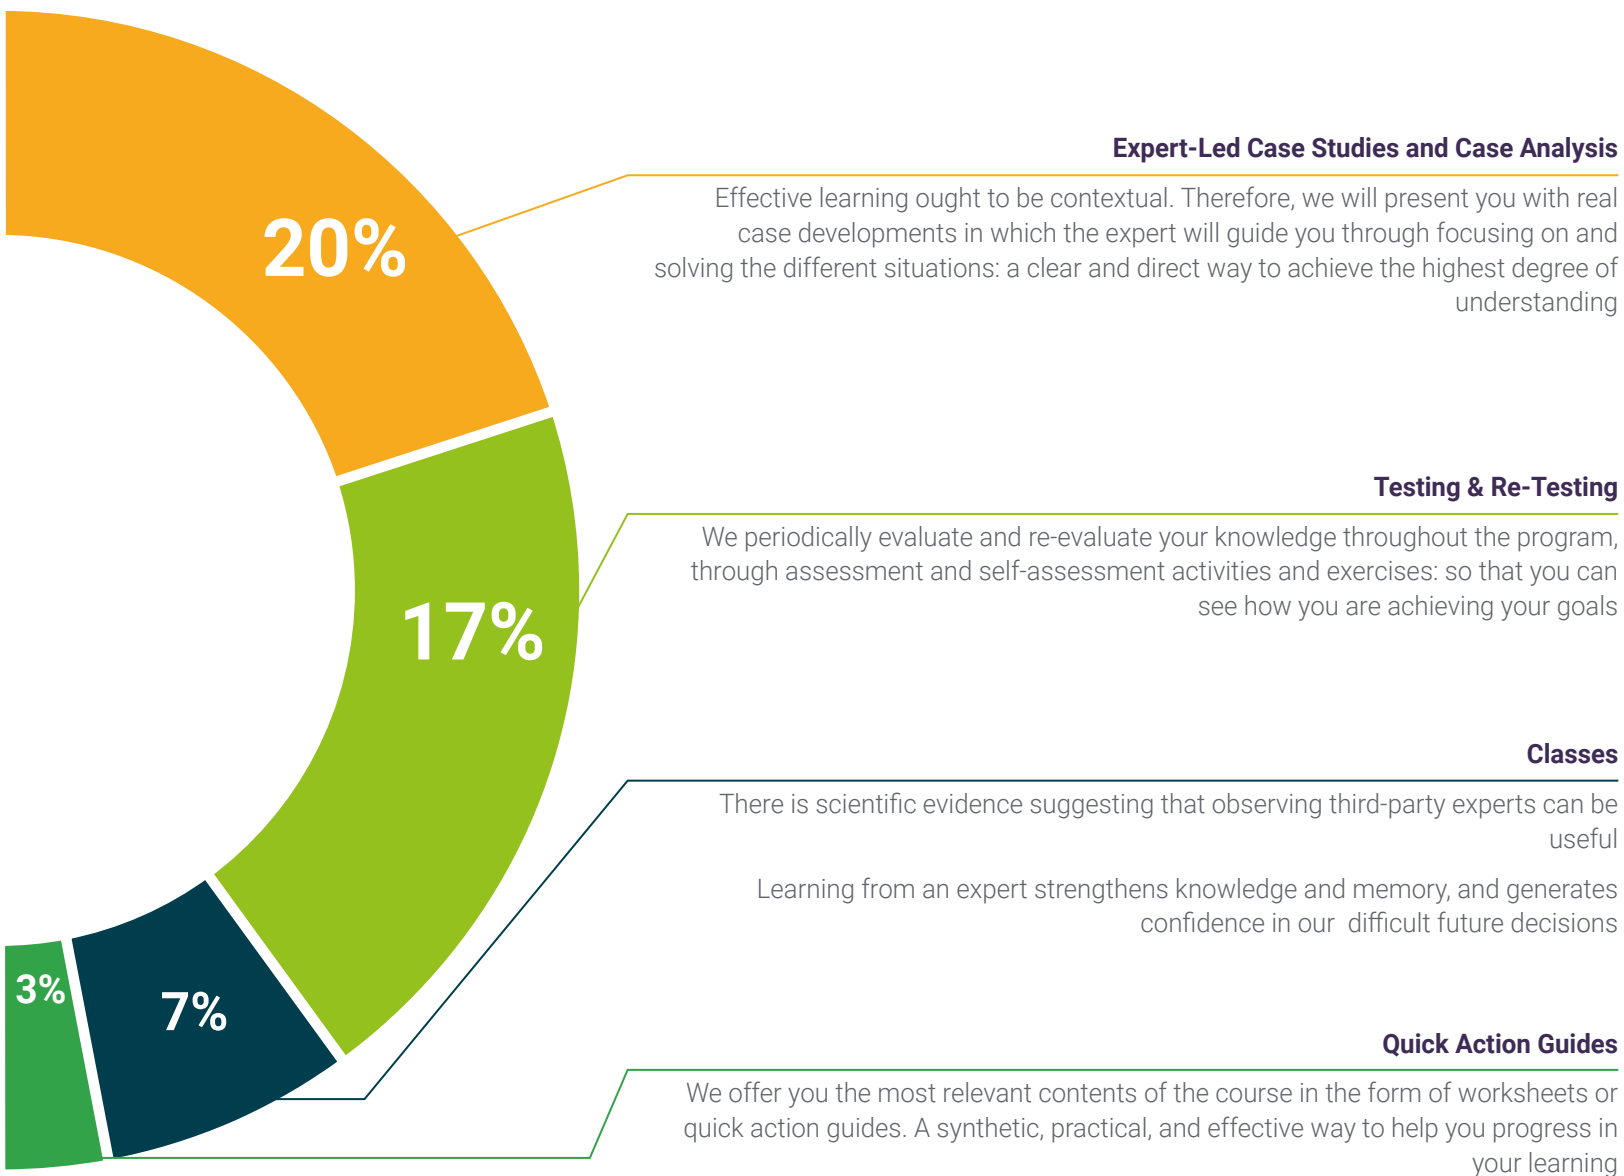 Expert-Led Case Studies and Case Analysis
Effective learning ought to be contextual. Therefore, we will present you with real
case developments in which the expert will guide you through focusing on and
solving the different situations: a clear and direct way to achieve the highest degree of
understanding
20%
Testing & Re-Testing
We periodically evaluate and re-evaluate your knowledge throughout the program,
through assessment and self-assessment activities and exercises: so that you can
see how you are achieving your goals
17%
Classes
There is scientific evidence suggesting that observing third-party experts can be
useful
Learning from an expert strengthens knowledge and memory, and generates
confidence in our  difficult future decisions
7%
3%
Quick Action Guides
We offer you the most relevant contents of the course in the form of worksheets or
quick action guides. A synthetic, practical, and effective way to help you progress in
your learning